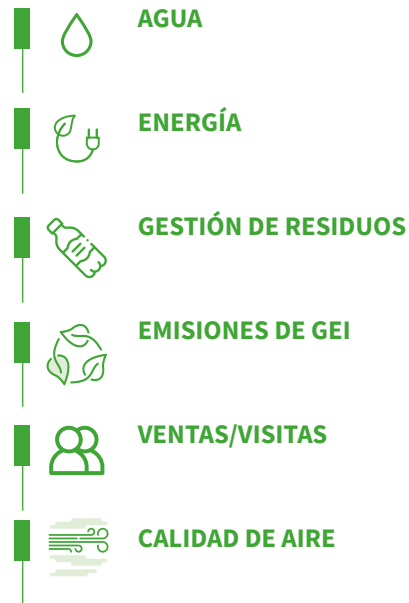 AGUA
ENERGÍA
GESTIÓN DE RESIDUOS
EMISIONES DE GEI
VENTAS/VISITAS
CALIDAD DE AIRE